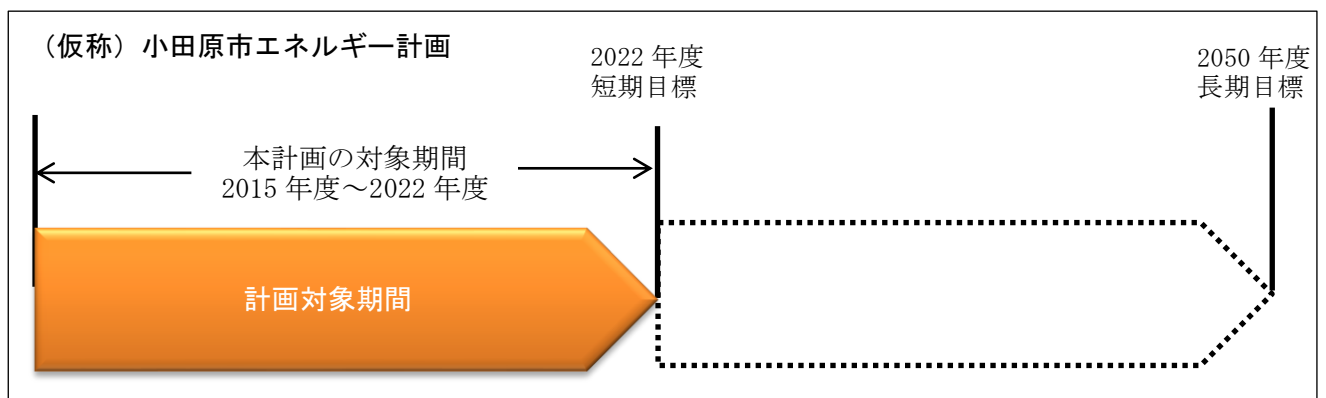 （仮称）小田原市エネルギー計画
2022 年度
短期目標
2050 年度
長期目標
本計画の対象期間
2015 年度～2022 年度
計画対象期間